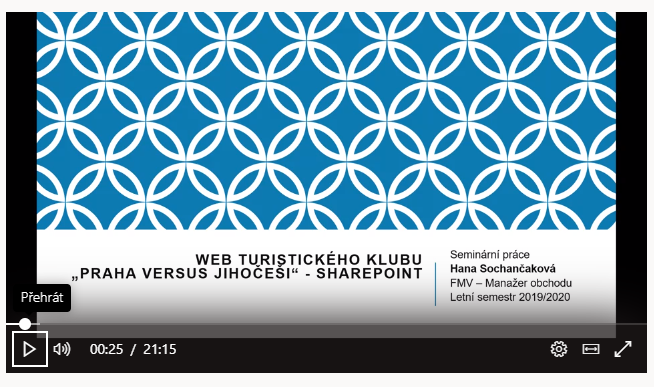 WEB TURISTICKÉHO KLUBU
„PRAHA VERSUS JIHOČEŠI“ - SHAREPOINT
Seminární práce
Hana Sochančaková
FMV – Manažer obchodu
Letní semestr 2019/2020
Přehrát
00:25 / 21:15